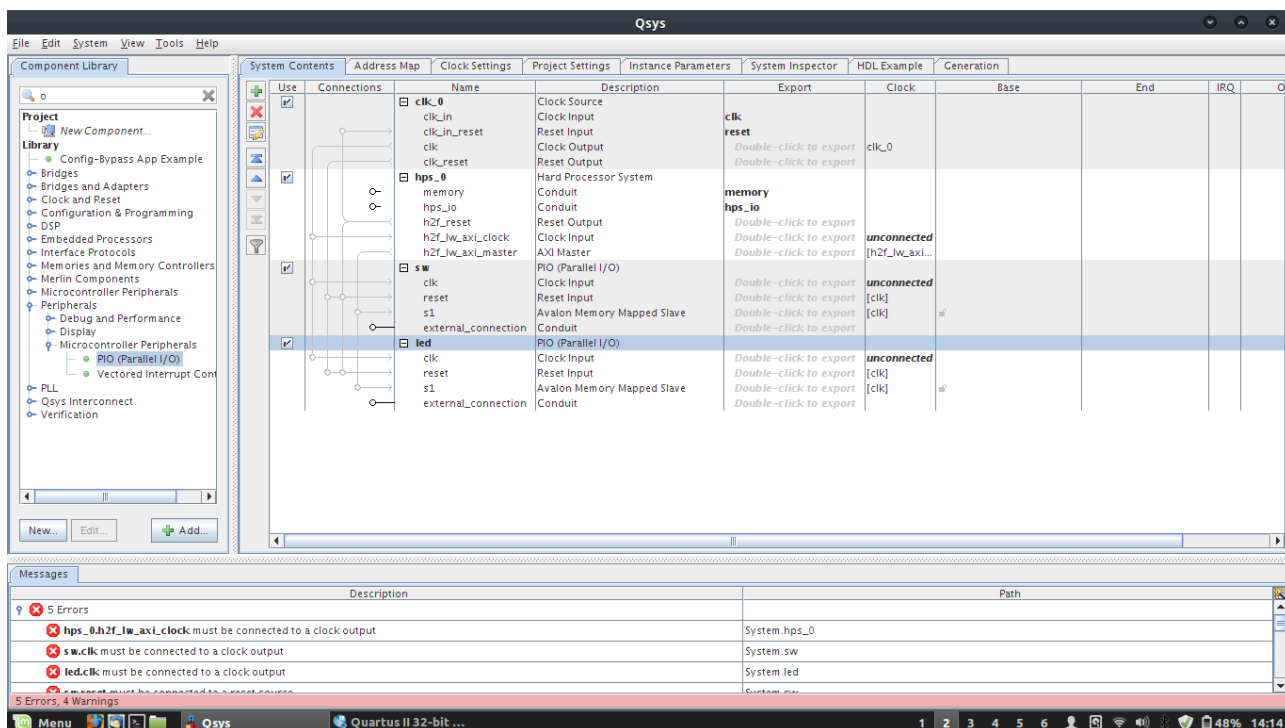 Qsys
File Edit System View Tools Help
Component Library
o
Project
New Component...
Library
Config-Bypass App Example
Bridges
Bridges and Adapters
Clock and Reset
Configuration & Programming
DSP
Embedded Processors
Interface Protocols
Memories and Memory Controllers
Merlin Components
Microcontroller Peripherals
Peripherals
Debug and Performance
Display
Microcontroller Peripherals
PIO (Parallel I/O)
Vectored Interrupt Cont
PLL
Qsys Interconnect
Verification
New... Edit... Add...
System Contents Address Map Clock Settings Project Settings Instance Parameters System Inspector HDL Example Generation
Use Connections Name Description Export Clock Base End IRQ O
clk_0 Clock Source
clk_in Clock Input clk
clk_in_reset Reset Input reset
clk Clock Output Double-click to export clk_0
clk_reset Reset Output Double-click to export
hps_0 Hard Processor System
memory Conduit memory
hps_io Conduit hps_io
h2f_reset Reset Output Double-click to export
h2f_lw_axi_clock Clock Input Double-click to export unconnected
h2f_lw_axi_master AXI Master Double-click to export [h2f_lw_axi...
sw PIO (Parallel I/O)
clk Clock Input Double-click to export unconnected
reset Reset Input Double-click to export [clk]
s1 Avalon Memory Mapped Slave Double-click to export [clk]
external_connection Conduit Double-click to export
led PIO (Parallel I/O)
clk Clock Input Double-click to export unconnected
reset Reset Input Double-click to export [clk]
s1 Avalon Memory Mapped Slave Double-click to export [clk]
external_connection Conduit Double-click to export
Messages
Description Path
5 Errors
hps_0.h2f_lw_axi_clock must be connected to a clock output System.hps_0
sw.clk must be connected to a clock output System.sw
led.clk must be connected to a clock output System.led
sw.reset must be connected to a reset source System.sw
5 Errors, 4 Warnings
Menu Qsys Quartus II 32-bit ... 1 2 3 4 5 6 48% 14:14